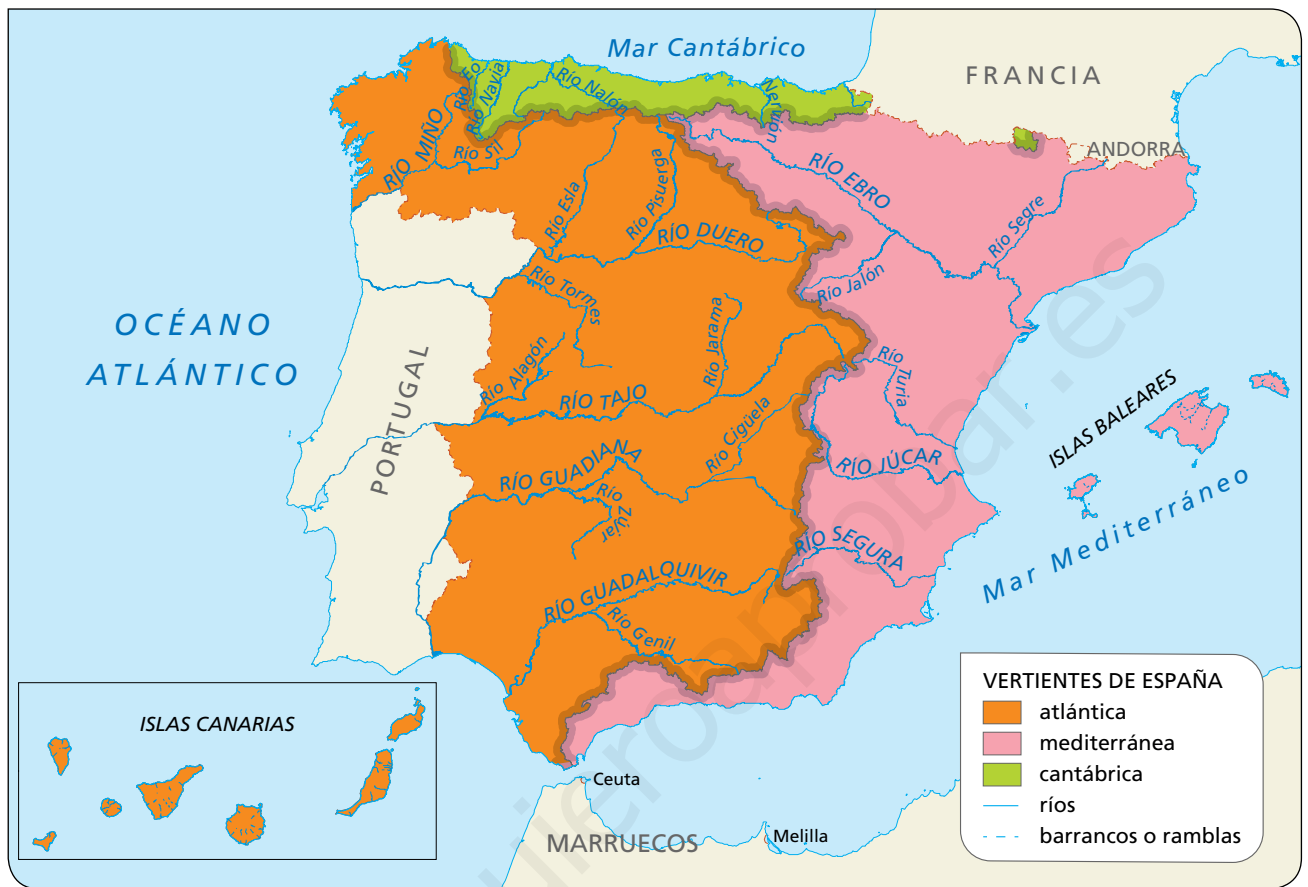 Mar Cantábrico
FRANCIA
ANDORRA
Río Eo
Río Navia
Río Nalón
Nervión
RÍO MIÑO
Río Sil
Río Esla
Río Pisuerga
RÍO DUERO
RÍO EBRO
Río Segre
Río Jalón
Río Tormes
Río Jarama
Río Alagón
RÍO TAJO
Río Cigüela
Río Turia
RÍO JÚCAR
OCÉANO
ATLÁNTICO
PORTUGAL
RÍO GUADIANA
Río Zújar
RÍO SEGURA
RÍO GUADALQUIVIR
Río Genil
ISLAS BALEARES
Mar Mediterráneo
ISLAS CANARIAS
Ceuta
Melilla
MARRUECOS
VERTIENTES DE ESPAÑA
atlántica
mediterránea
cantábrica
ríos
barrancos o ramblas
quieroaprobar.es